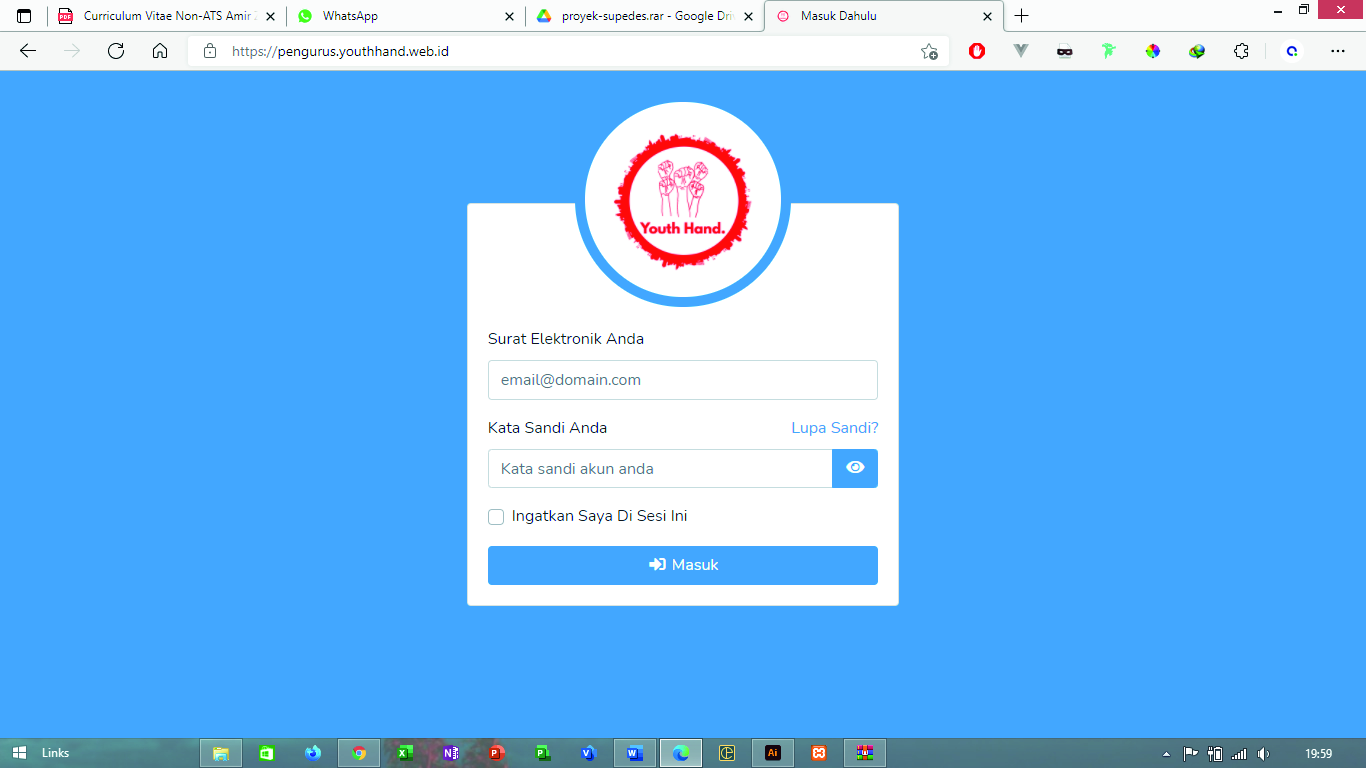 Curriculum Vitae Non-ATS Amir
WhatsApp
proyek-supedes.rar - Google Dri
Masuk Dahulu
https://pengurus.youthhand.web.id
Youth Hand.
Surat Elektronik Anda
email@domain.com
Kata Sandi Anda
Lupa Sandi?
Kata sandi akun anda
Ingatkan Saya Di Sesi Ini
Masuk
Links
Ai
19:59